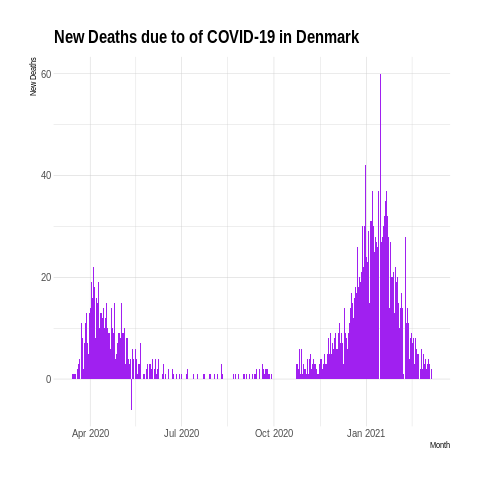 New Deaths due to of COVID-19 in Denmark
New Deaths
60
40
20
0
Apr 2020
Jul 2020
Oct 2020
Jan 2021
Month